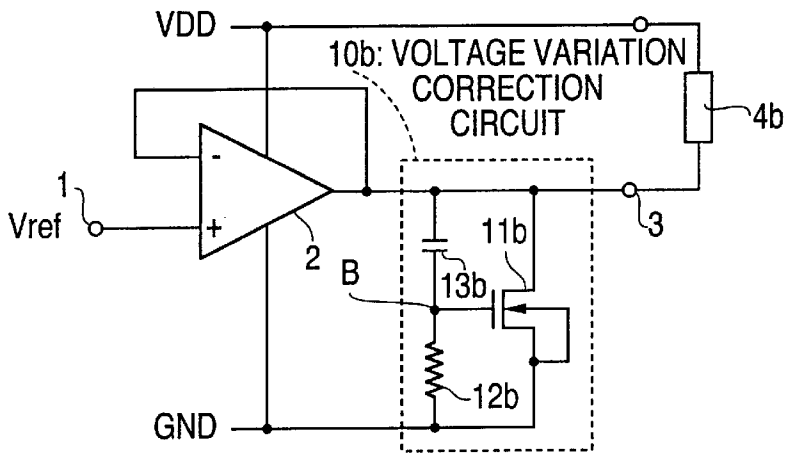 VDD
10b: VOLTAGE VARIATION
CORRECTION
CIRCUIT
4b
-
1
Vref
+
2
3
11b
B
13b
12b
GND